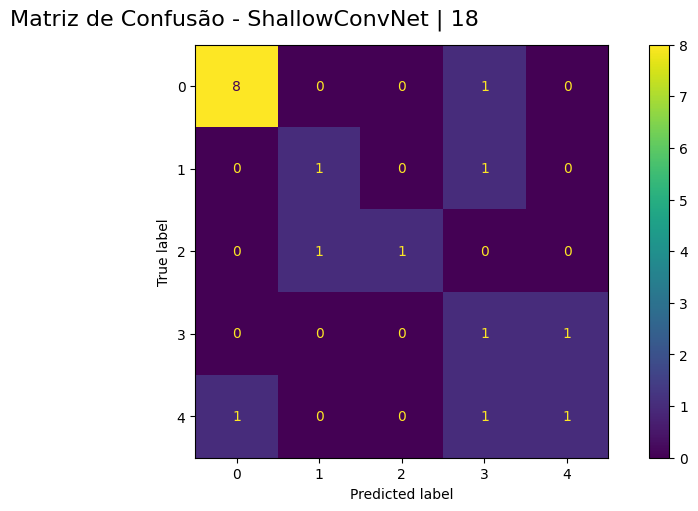 Matriz de Confusão - ShallowConvNet | 18
True label
0 8 0 0 1 0
1 0 1 0 1 0
2 0 1 1 0 0
3 0 0 0 1 1
4 1 0 0 1 1
0 1 2 3 4
Predicted label
8
7
6
5
4
3
2
1
0